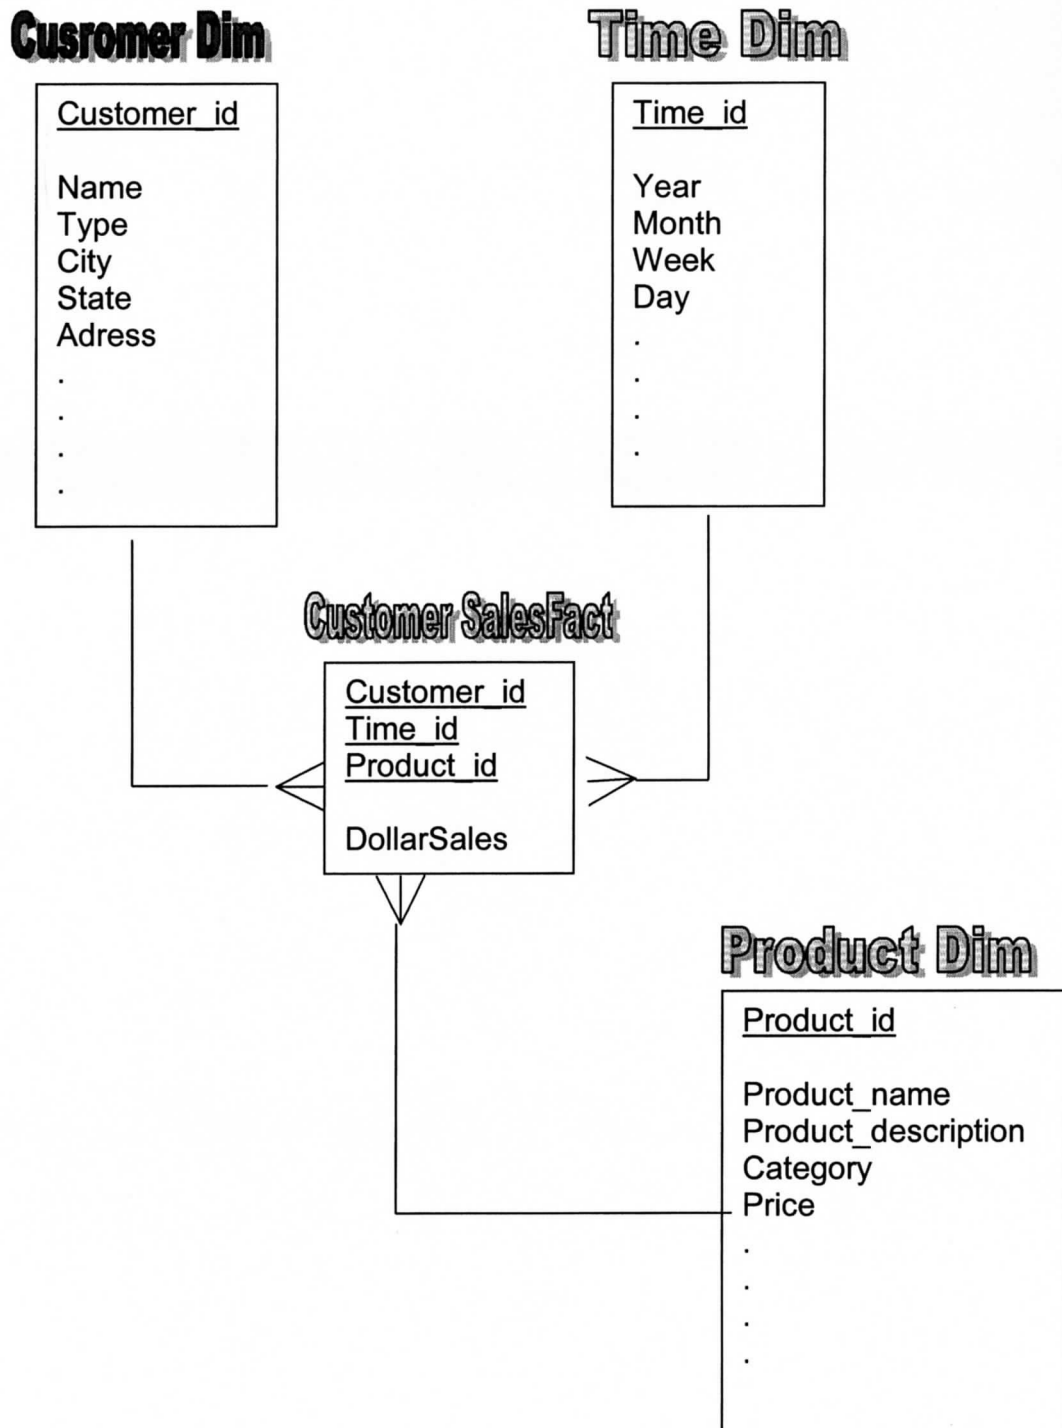 Cusromer Dim
Customer_id
Name
Type
City
State
Adress
.
.
.
.
Time Dim
Time_id
Year
Month
Week
Day
.
.
.
.
Customer SalesFact
Customer_id
Time_id
Product_id
DollarSales
Product Dim
Product_id
Product_name
Product_description
Category
Price
.
.
.
.